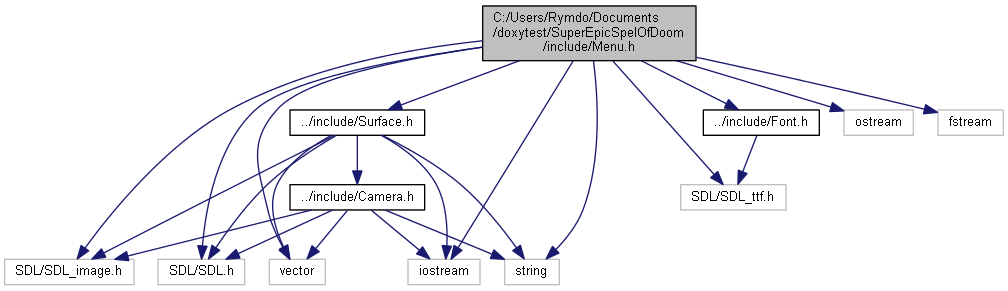 C:/Users/Rymdo/Documents
/doxytest/SuperEpicSpelOfDoom
/include/Menu.h
../include/Surface.h
../include/Font.h
ostream
fstream
../include/Camera.h
SDL/SDL_ttf.h
SDL/SDL_image.h
SDL/SDL.h
vector
iostream
string